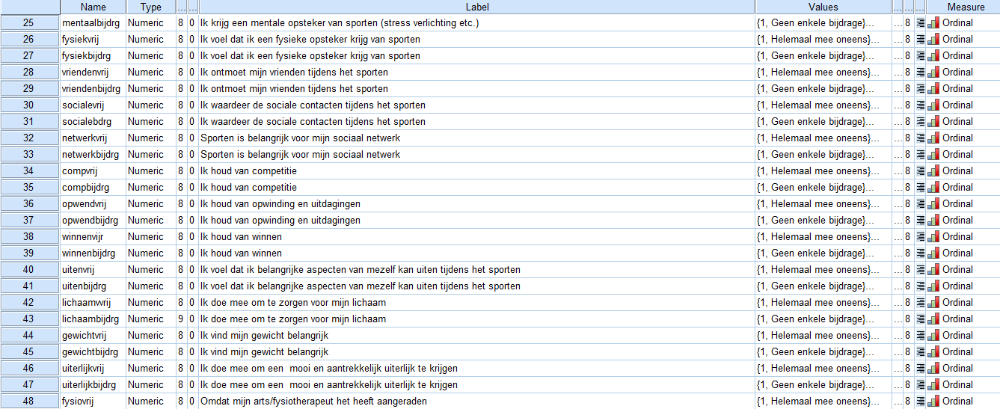 Name Type ... ... Label Values ... ... ... Measure
25 mentaalbijdrg Numeric 8 0 Ik krijg een mentale opsteker van sporten (stress verlichting etc.) {1, Geen enkele bijdrage}... ... 8 Ordinal
26 fysiekvrij Numeric 8 0 Ik voel dat ik een fysieke opsteker krijg van sporten {1, Helemaal mee oneens}... ... 8 Ordinal
27 fysiekbijdrg Numeric 8 0 Ik voel dat ik een fysieke opsteker krijg van sporten {1, Geen enkele bijdrage}... ... 8 Ordinal
28 vriendenvrij Numeric 8 0 Ik ontmoet mijn vrienden tijdens het sporten {1, Helemaal mee oneens}... ... 8 Ordinal
29 vriendenbijdrg Numeric 8 0 Ik ontmoet mijn vrienden tijdens het sporten {1, Geen enkele bijdrage}... ... 8 Ordinal
30 socialevrij Numeric 8 0 Ik waardeer de sociale contacten tijdens het sporten {1, Helemaal mee oneens}... ... 8 Ordinal
31 socialebdrg Numeric 8 0 Ik waardeer de sociale contacten tijdens het sporten {1, Geen enkele bijdrage}... ... 8 Ordinal
32 netwerkvrij Numeric 8 0 Sporten is belangrijk voor mijn sociaal netwerk {1, Helemaal mee oneens}... ... 8 Ordinal
33 netwerkbijdrg Numeric 8 0 Sporten is belangrijk voor mijn sociaal netwerk {1, Geen enkele bijdrage}... ... 8 Ordinal
34 compvrij Numeric 8 0 Ik houd van competitie {1, Helemaal mee oneens}... ... 8 Ordinal
35 compbijdrg Numeric 8 0 Ik houd van competitie {1, Geen enkele bijdrage}... ... 8 Ordinal
36 opwendvrij Numeric 8 0 Ik houd van opwinding en uitdagingen {1, Helemaal mee oneens}... ... 8 Ordinal
37 opwendbijdrg Numeric 8 0 Ik houd van opwinding en uitdagingen {1, Geen enkele bijdrage}... ... 8 Ordinal
38 winnenvijr Numeric 8 0 Ik houd van winnen {1, Helemaal mee oneens}... ... 8 Ordinal
39 winnenbijdrg Numeric 8 0 Ik houd van winnen {1, Geen enkele bijdrage}... ... 8 Ordinal
40 uitenvrij Numeric 8 0 Ik voel dat ik belangrijke aspecten van mezelf kan uiten tijdens het sporten {1, Helemaal mee oneens}... ... 8 Ordinal
41 uitenbijdrg Numeric 8 0 Ik voel dat ik belangrijke aspecten van mezelf kan uiten tijdens het sporten {1, Geen enkele bijdrage}... ... 8 Ordinal
42 lichaamvvrij Numeric 8 0 Ik doe mee om te zorgen voor mijn lichaam {1, Helemaal mee oneens}... ... 8 Ordinal
43 lichaambijdrg Numeric 9 0 Ik doe mee om te zorgen voor mijn lichaam {1, Geen enkele bijdrage}... ... 8 Ordinal
44 gewichtvrij Numeric 8 0 Ik vind mijn gewicht belangrijk {1, Helemaal mee oneens}... ... 8 Ordinal
45 gewichtbijdrg Numeric 8 0 Ik vind mijn gewicht belangrijk {1, Geen enkele bijdrage}... ... 8 Ordinal
46 uiterlijkvrij Numeric 8 0 Ik doe mee om een  mooi en aantrekkelijk uiterlijk te krijgen {1, Helemaal mee oneens}... ... 8 Ordinal
47 uiterlijkbijdrg Numeric 8 0 Ik doe mee om een  mooi en aantrekkelijk uiterlijk te krijgen {1, Geen enkele bijdrage}... ... 8 Ordinal
48 fysiovrij Numeric 8 0 Omdat mijn arts/fysiotherapeut het heeft aangeraden {1, Helemaal mee oneens}... ... 8 Ordinal